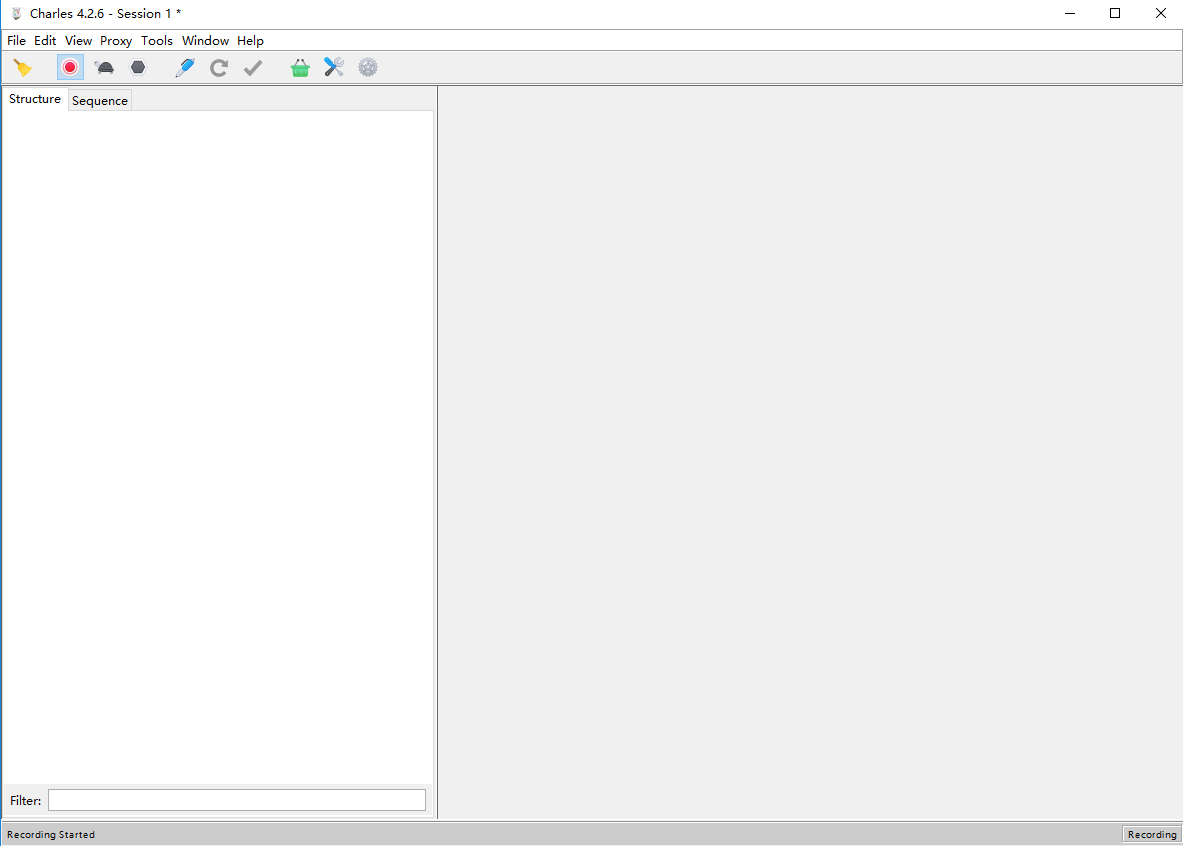 Charles 4.2.6 - Session 1 *
File Edit View Proxy Tools Window Help
Structure Sequence
Filter:
Recording Started Recording